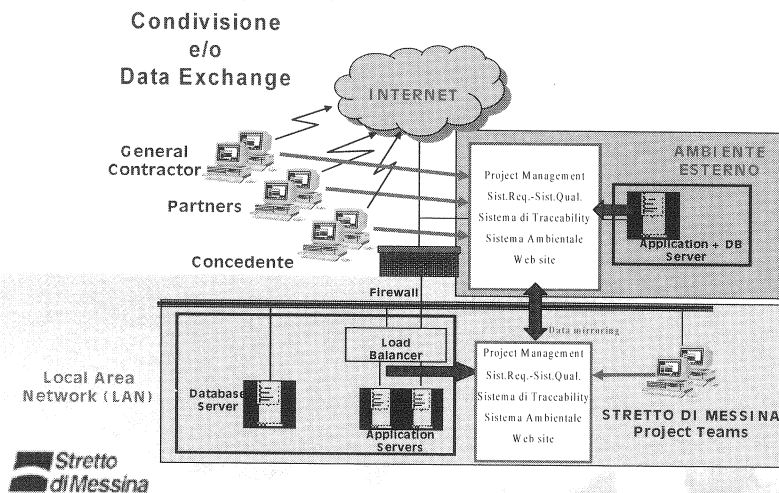 Condivisione
e/o
Data Exchange
INTERNET
General
Contractor
Partners
Concedente
Project Management
Sist.Req.-Sist.Qual.
Sistema di Traceability
Sistema Ambientale
Web site
AMBIENTE
ESTERNO
Application + DB
Server
Firewall
Data mirroring
Load
Balancer
Local Area
Network (LAN)
Database
Server
Application
Servers
Project Management
Sist.Req.-Sist.Qual.
Sistema di Traceability
Sistema Ambientale
Web site
STRETTO DI MESSINA
Project Teams
Stretto
di Messina